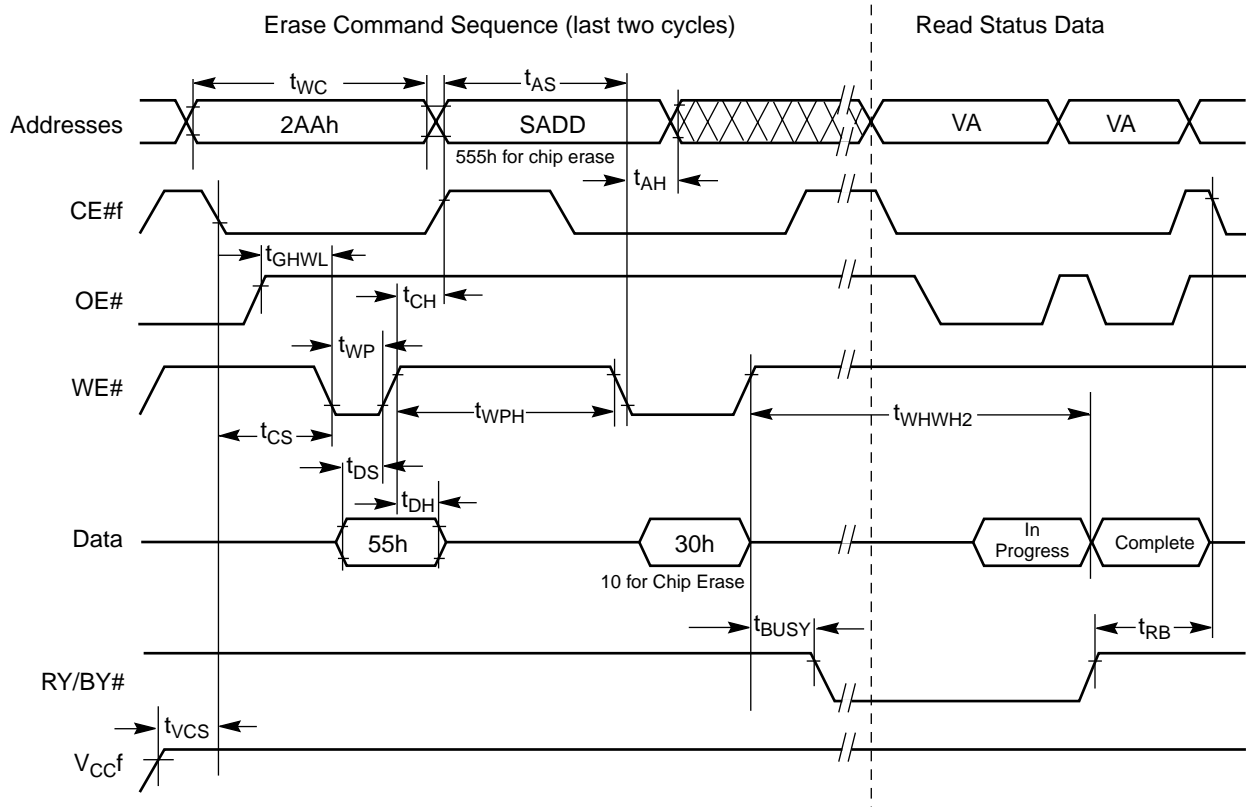 Erase Command Sequence (last two cycles)
Read Status Data
tWC
tAS
Addresses
2AAh
SADD
VA
VA
555h for chip erase
tAH
CE#f
tGHWL
OE#
tCH
tWP
WE#
tWPH
tWHWH2
tCS
tDS
tDH
Data
55h
30h
In
Progress
Complete
10 for Chip Erase
tBUSY
tRB
RY/BY#
tVCS
VCCf